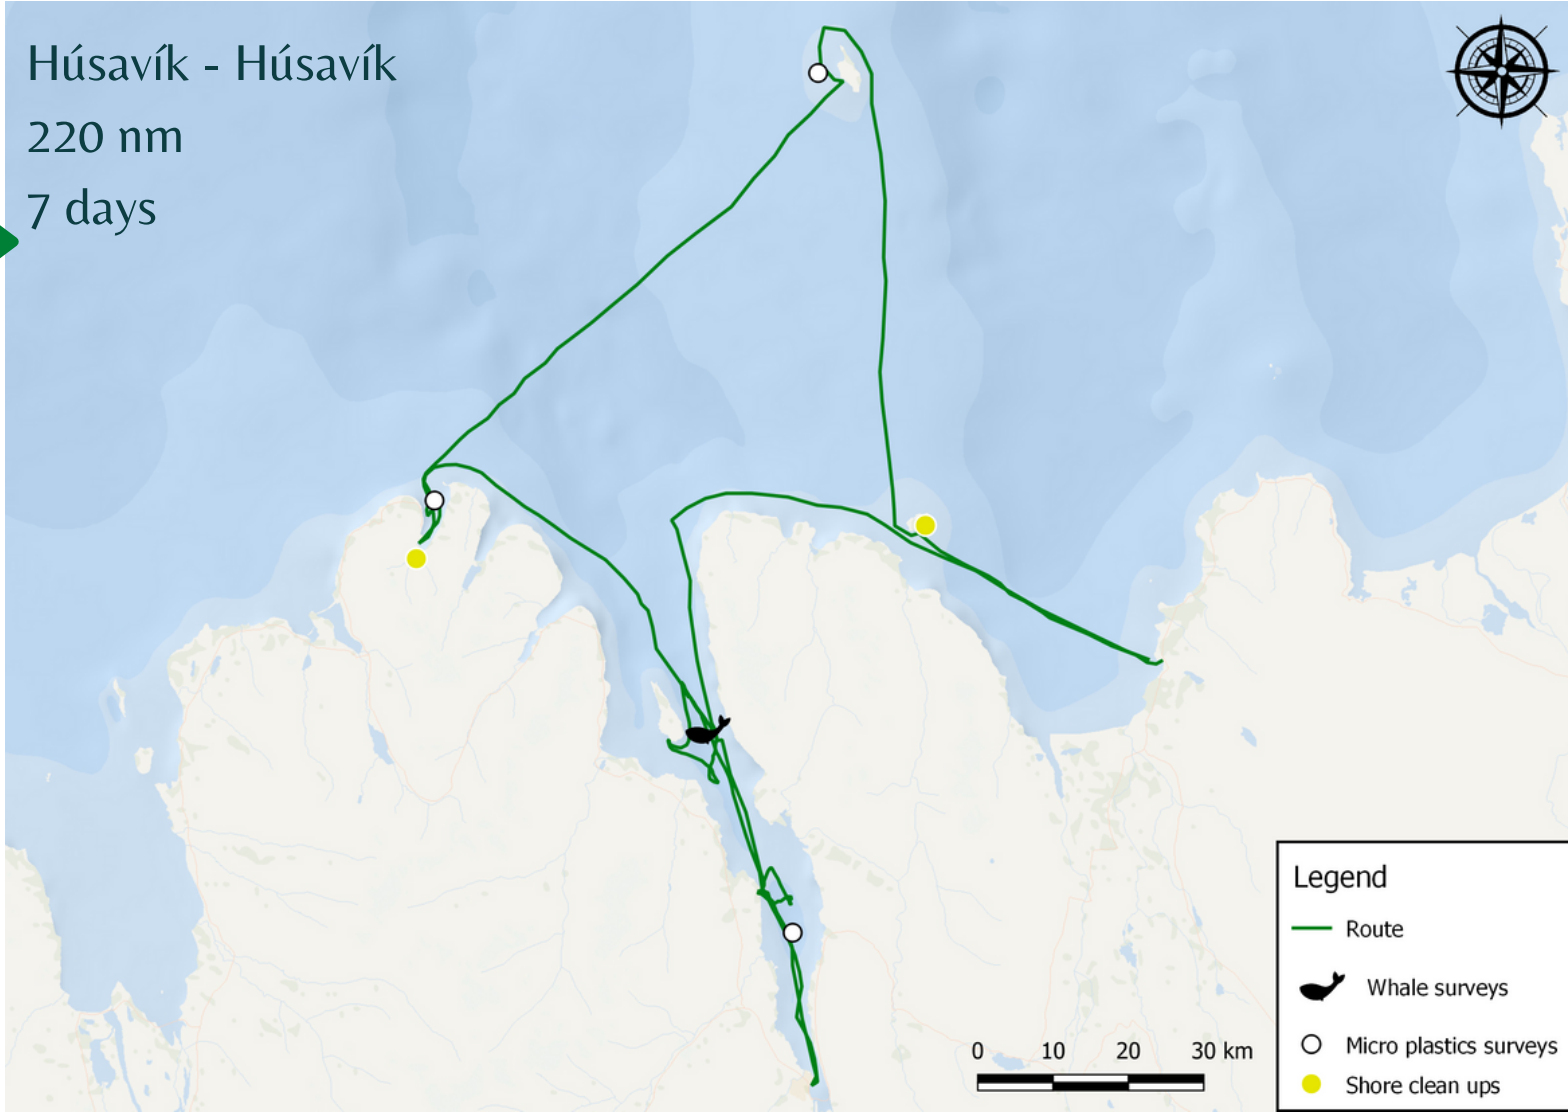 Húsavík - Húsavík
220 nm
7 days
Legend
Route
Whale surveys
Micro plastics surveys
Shore clean ups
0 10 20 30 km